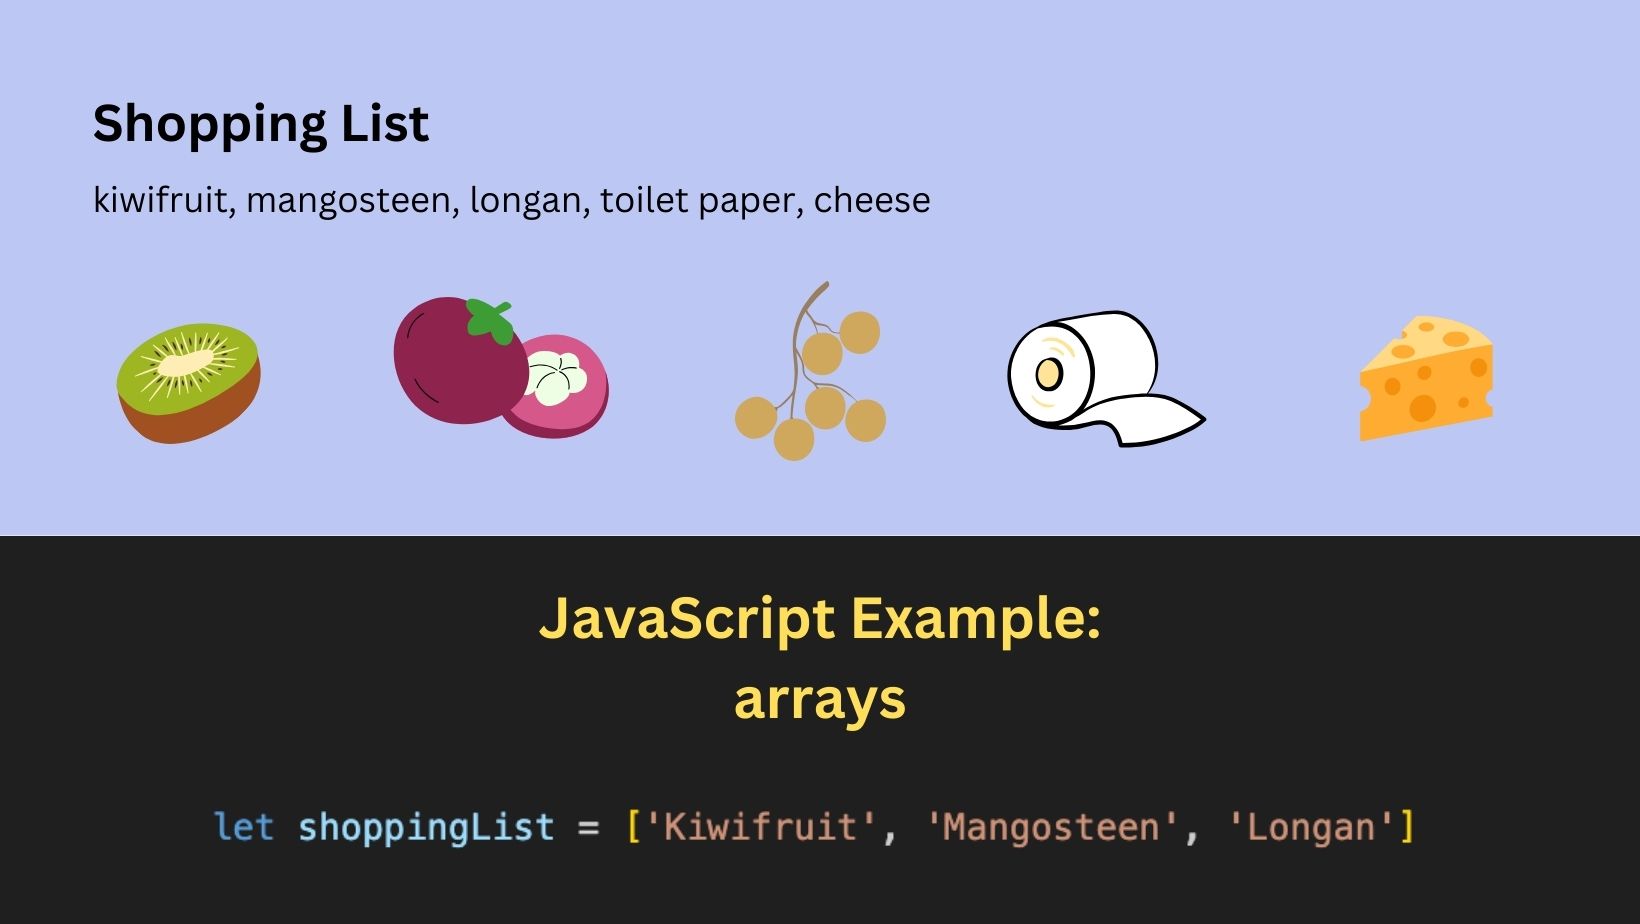 Shopping List
kiwifruit, mangosteen, longan, toilet paper, cheese
JavaScript Example:
arrays
let shoppingList = ['Kiwifruit', 'Mangosteen', 'Longan']